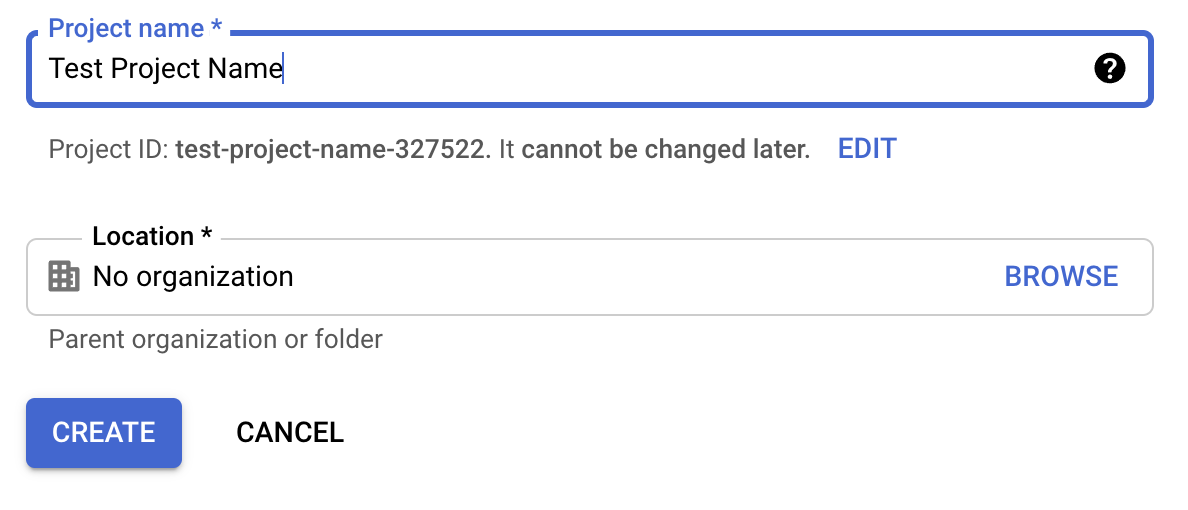 Project name *
Test Project Name
Project ID: test-project-name-327522. It cannot be changed later. EDIT
Location *
No organization BROWSE
Parent organization or folder
CREATE CANCEL